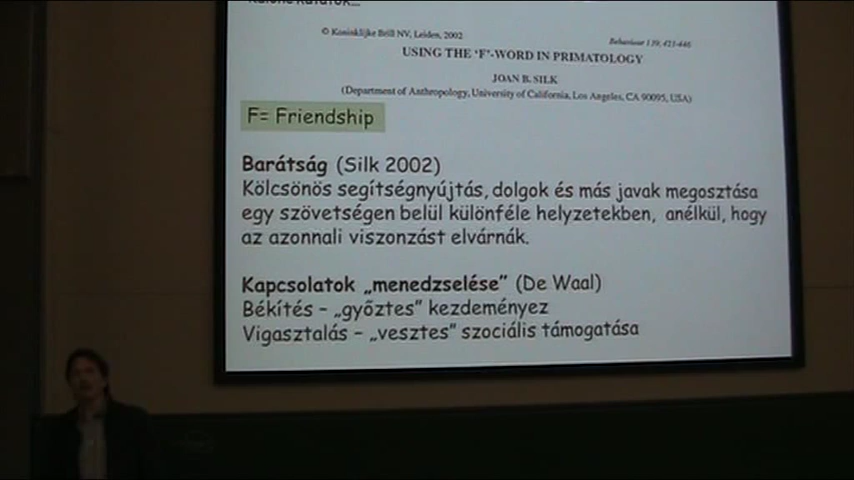 © Koninklijke Brill NV, Leiden, 2002
Behaviour 139, 421-446
USING THE 'F'-WORD IN PRIMATOLOGY
JOAN B. SILK
(Department of Anthropology, University of California, Los Angeles, CA 90095, USA)
F= Friendship
Barátság (Silk 2002)
Kölcsönös segítségnyújtás, dolgok és más javak megosztása
egy szövetségen belül különféle helyzetekben, anélkül, hogy
az azonnali viszonzást elvárnák.
Kapcsolatok „menedzselése” (De Waal)
Békítés – „győztes” kezdeményez
Vigasztalás – „vesztes” szociális támogatása